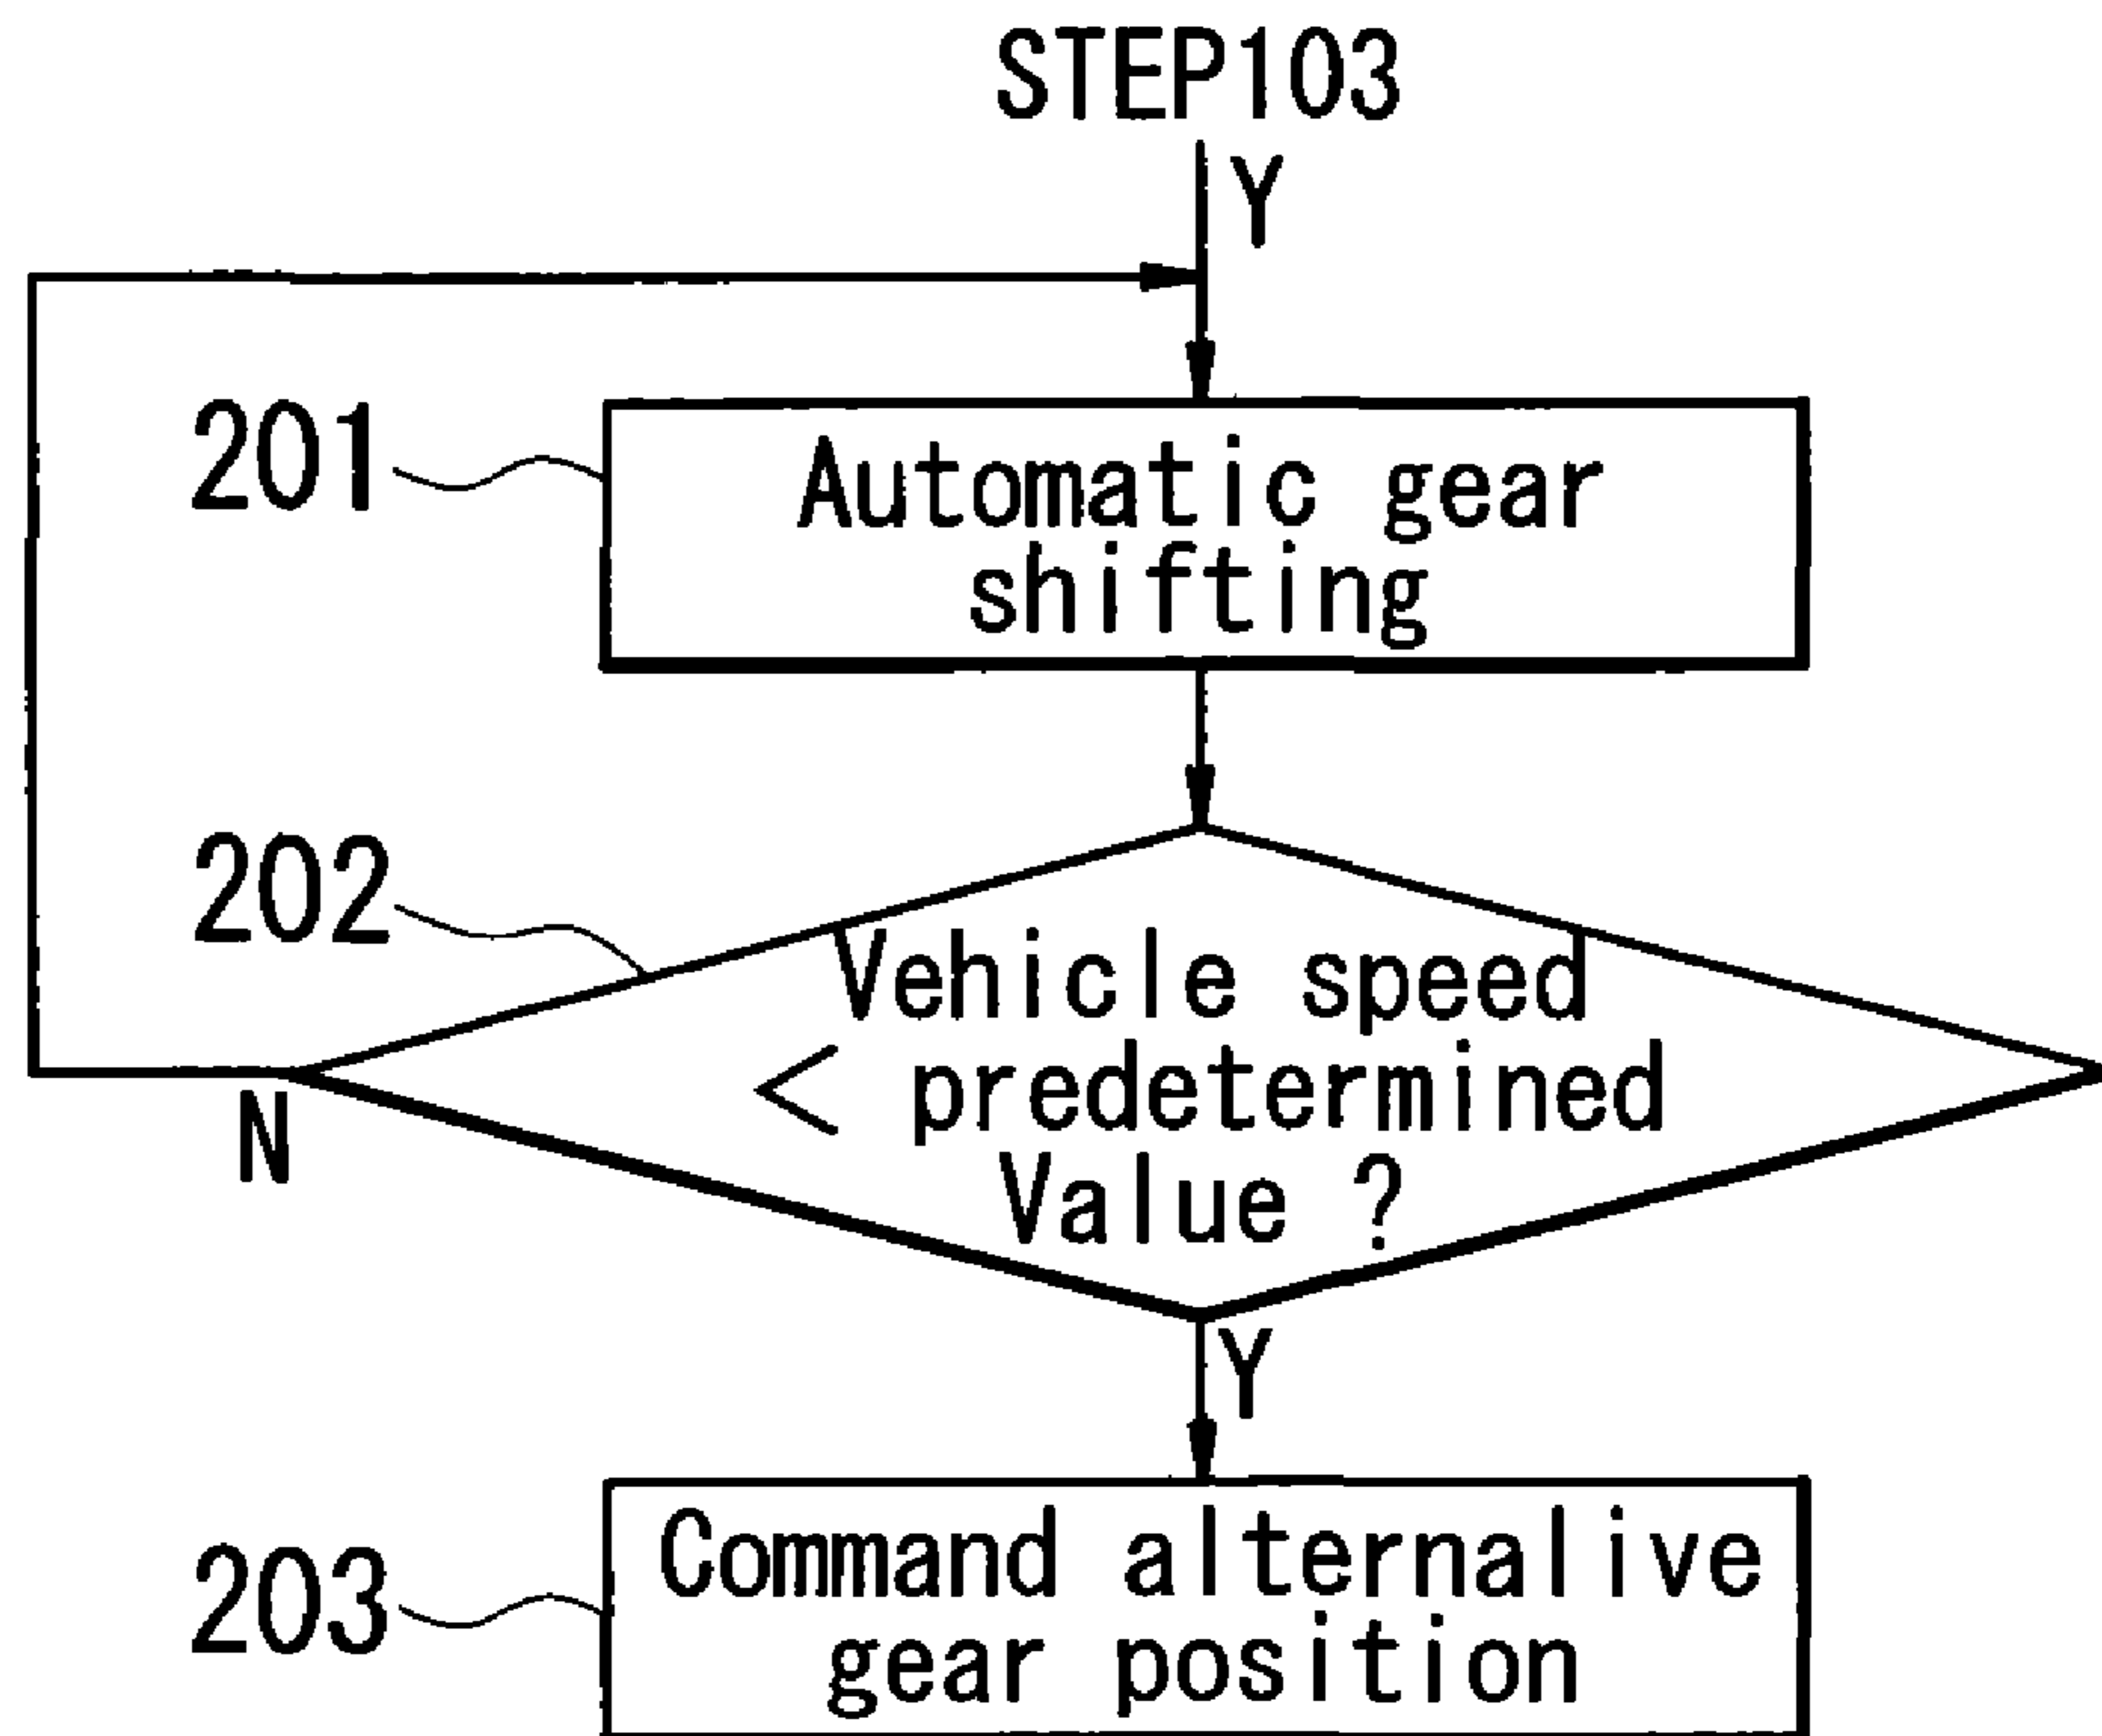 STEP103
Y
201
Automatic gear
shifting
202
Vehicle speed
< predetermined
Value ?
N
Y
203
Command alternalive
gear position